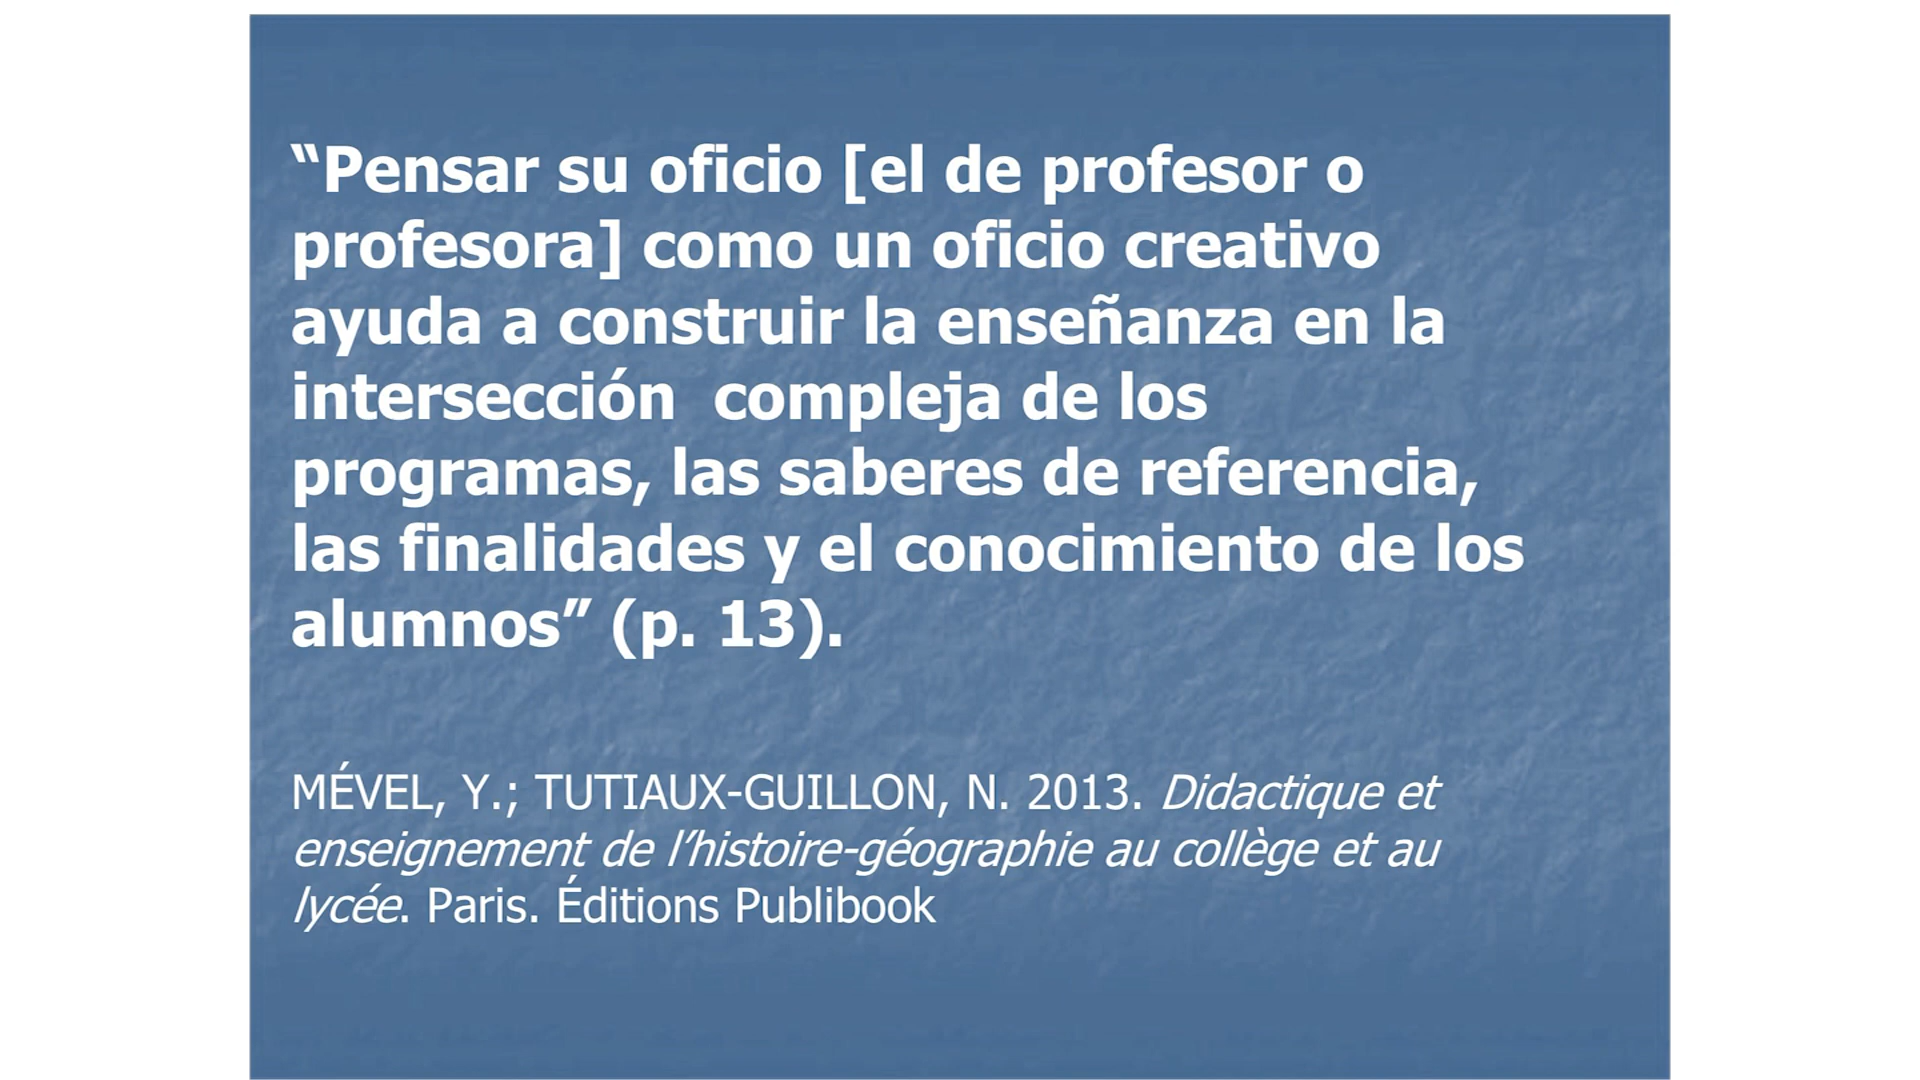 “Pensar su oficio [el de profesor o
profesora] como un oficio creativo
ayuda a construir la enseñanza en la
intersección  compleja de los
programas, las saberes de referencia,
las finalidades y el conocimiento de los
alumnos” (p. 13).
MÉVEL, Y.; TUTIAUX-GUILLON, N. 2013. Didactique et
enseignement de l’histoire-géographie au collège et au
lycée. Paris. Éditions Publibook